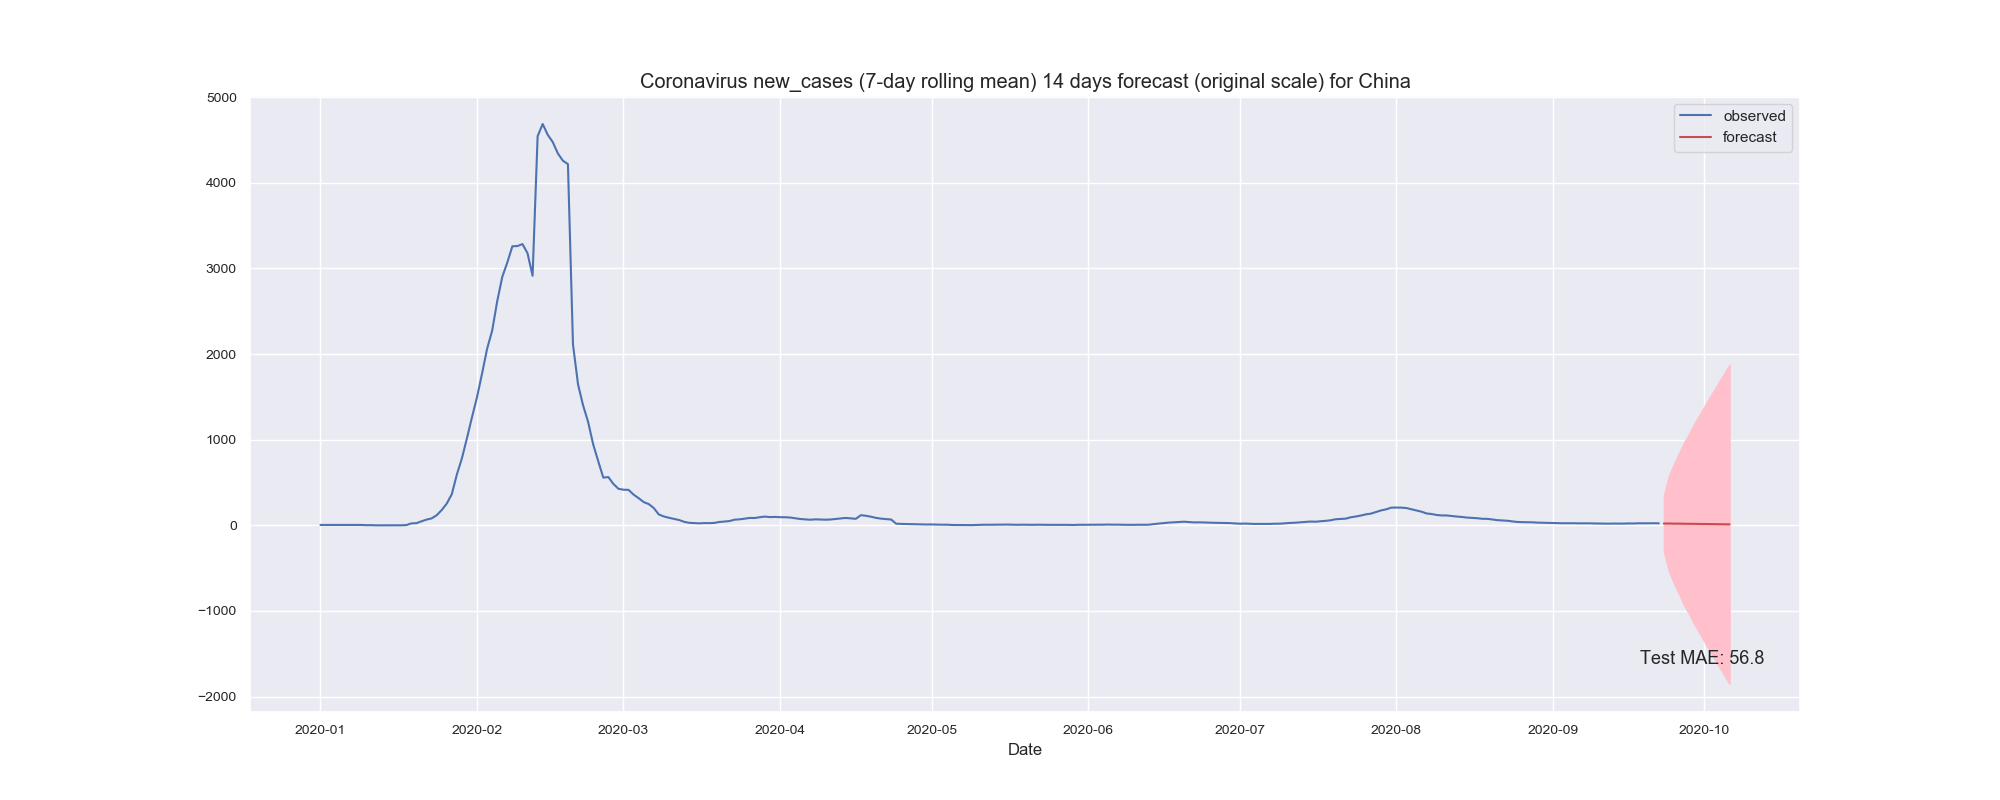 Coronavirus new_cases (7-day rolling mean) 14 days forecast (original scale) for China
5000
4000
3000
2000
1000
0
−1000
−2000
observed
forecast
Test MAE: 56.8
2020-01 2020-02 2020-03 2020-04 2020-05 2020-06 2020-07 2020-08 2020-09 2020-10
Date